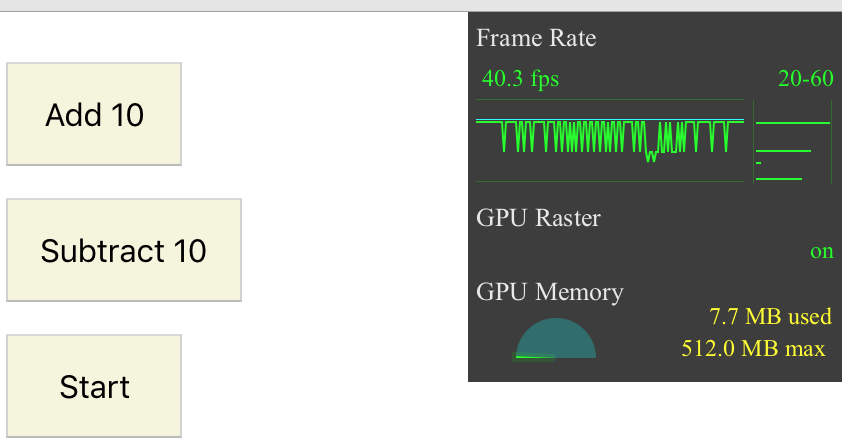 Add 10
Subtract 10
Start
Frame Rate
40.3 fps 20-60
GPU Raster
on
GPU Memory
7.7 MB used
512.0 MB max